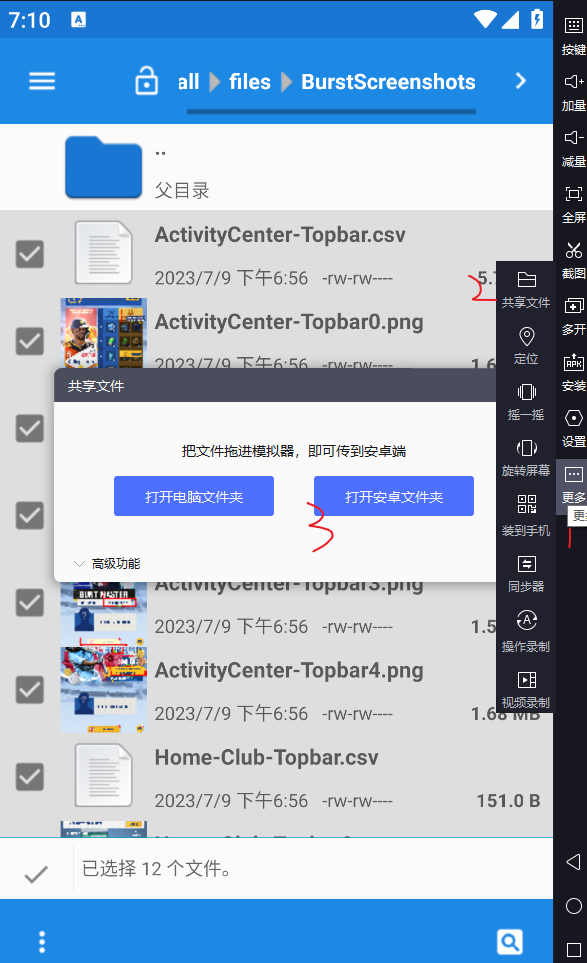 7:10
A
按键
all files BurstScreenshots
加量
减量
..
父目录
全屏
ActivityCenter-Topbar.csv
截图
2023/7/9 下午6:56 -rw-rw---- 5.7
2
共享文件
ActivityCenter-Topbar0.png
多开
定位
2023/7/9 下午6:56 -rw-rw---- 1.6
APK
安装
共享文件
摇一摇
设置
把文件拖进模拟器，即可传到安卓端
旋转屏幕
打开电脑文件夹
打开安卓文件夹
更多
3
装到手机
1
高级功能
ActivityCenter-Topbar3.png
同步器
BURT MASTER
2023/7/9 下午6:56 -rw-rw---- 1.5
操作录制
ActivityCenter-Topbar4.png
视频录制
2023/7/9 下午6:56 -rw-rw---- 1.68 MB
Home-Club-Topbar.csv
2023/7/9 下午6:56 -rw-rw---- 151.0 B
已选择 12 个文件。